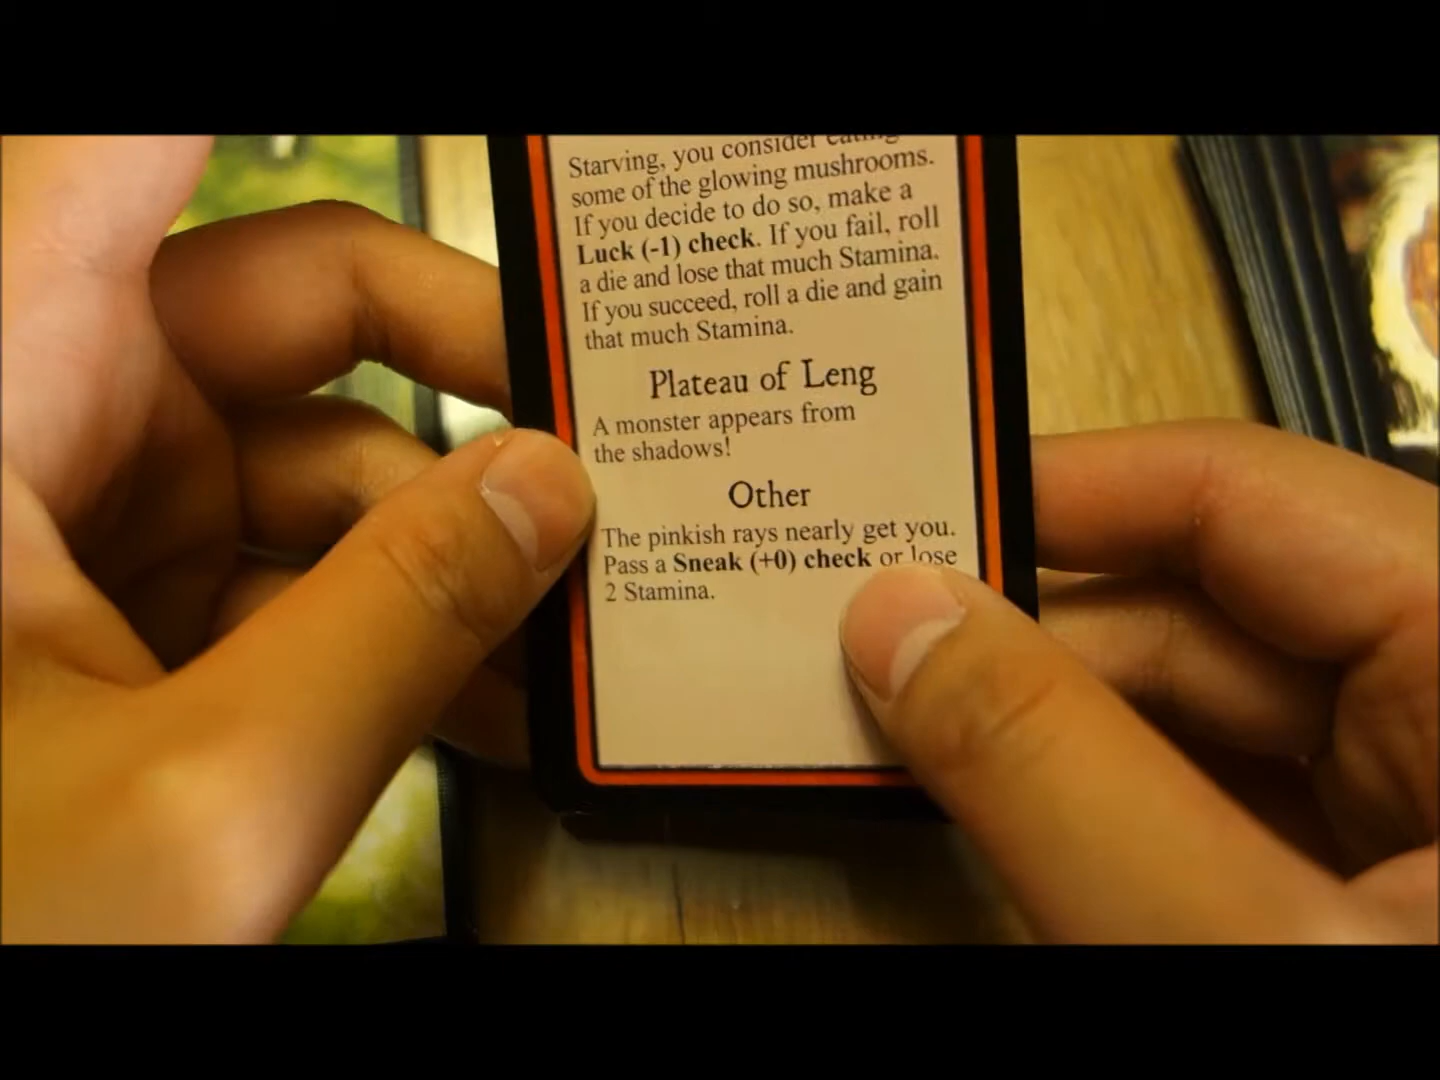 Starving, you consider eating
some of the glowing mushrooms.
If you decide to do so, make a
Luck (-1) check. If you fail, roll
a die and lose that much Stamina.
If you succeed, roll a die and gain
that much Stamina.
Plateau of Leng
A monster appears from
the shadows!
Other
The pinkish rays nearly get you.
Pass a Sneak (+0) check or lose
2 Stamina.